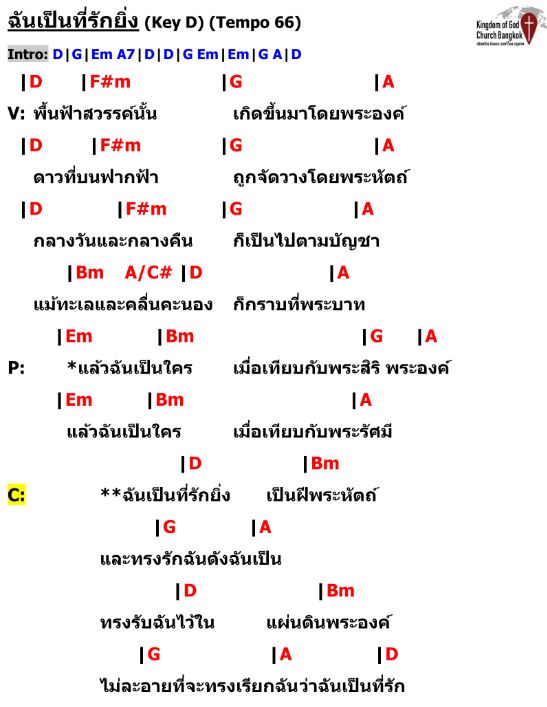 ฉันเป็นที่รักยิ่ง (Key D) (Tempo 66)
Kingdom of God
Church Bangkok
Intro: D|G|Em A7|D|D|G Em|Em|G A|D
|D |F#m |G |A
V: พื้นฟ้าสวรรค์นั้น เกิดขึ้นมาโดยพระองค์
|D |F#m |G |A
ดาวที่บนฟากฟ้า ถูกจัดวางโดยพระหัตถ์
|D |F#m |G |A
กลางวันและกลางคืน ก็เป็นไปตามบัญชา
|Bm A/C# |D |A
แม้ทะเลและคลื่นคะนอง ก็กราบที่พระบาท
|Em |Bm |G |A
P: *แล้วฉันเป็นใคร เมื่อเทียบกับพระสิริ พระองค์
|Em |Bm |A
แล้วฉันเป็นใคร เมื่อเทียบกับพระรัศมี
|D |Bm
C: **ฉันเป็นที่รักยิ่ง เป็นฝีพระหัตถ์
|G |A
และทรงรักฉันดังฉันเป็น
|D |Bm
ทรงรับฉันไว้ใน แผ่นดินพระองค์
|G |A |D
ไม่ละอายที่จะทรงเรียกฉันว่าฉันเป็นที่รัก